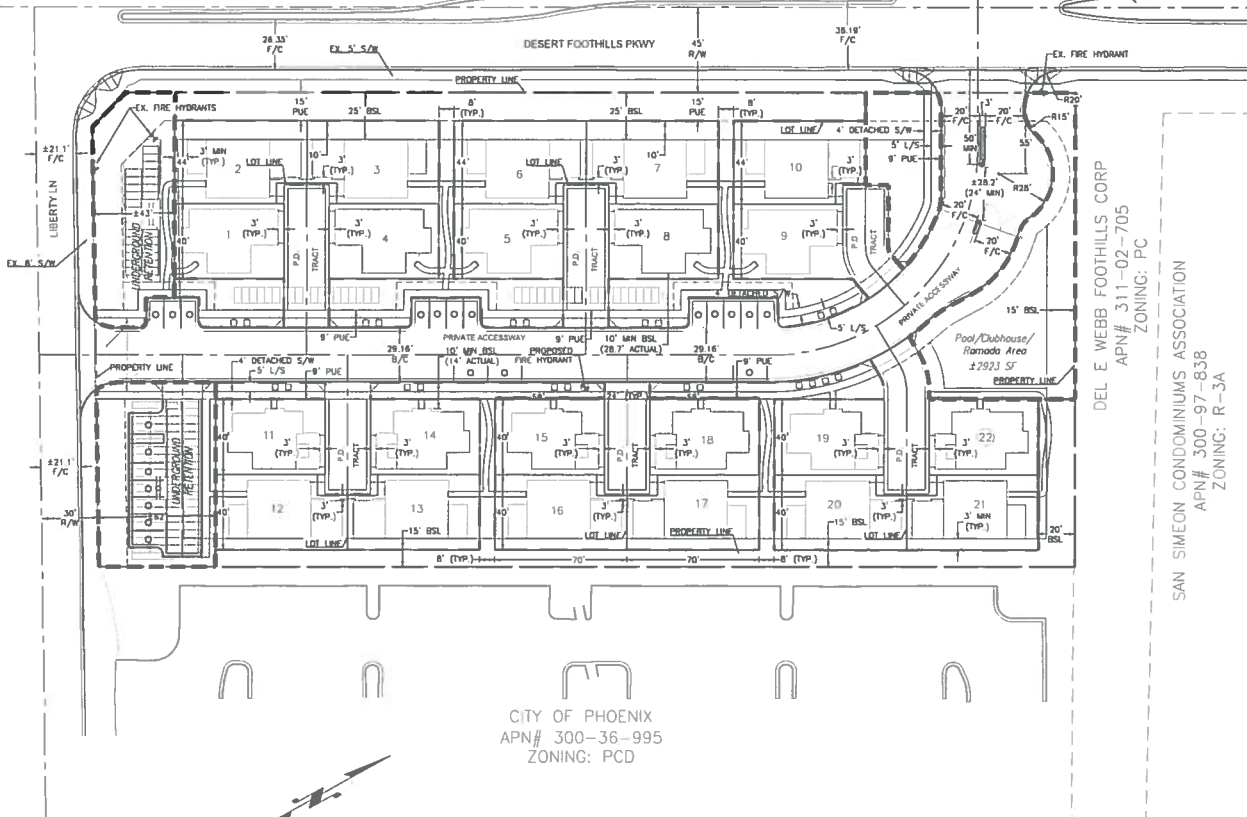 26.35'
F/C
EX. 5' S/W
DESERT FOOTHILLS PKWY
45'
R/W
36.19'
F/C
EX. FIRE HYDRANT
PROPERTY LINE
R20'
EX. FIRE HYDRANTS
15'
PUE
25' BSL
8'
(TYP.)
25' BSL
15'
PUE
8'
(TYP.)
LOT LINE
4' DETACHED S/W
5' L/S
9' PUE
20'
F/C
3'
20'
F/C
R15'
50'
MIN
55'
±21.1'
F/C
3' MIN
(TYP.)
44'
2
LOT LINE
10'
3'
(TYP.)
3
44'
6
LOT LINE
3'
(TYP.)
10'
7
44'
10
3'
(TYP.)
±28.2'
(24' MIN)
R28'
LIBERTY LN
±43'
20'
F/C
20'
F/C
40'
1
3'
(TYP.)
3'
(TYP.)
4
40'
5
3'
(TYP.)
3'
(TYP.)
8
40'
9
3'
(TYP.)
P.D.
TRACT
P.D.
TRACT
P.D.
TRACT
UNDERGROUND
RETENTION
EX. 6' S/W
4' DETACHED S/W
5' L/S
PRIVATE ACCESSWAY
15' BSL
Pool/Clubhouse/
Ramada Area
±2923 SF
PROPERTY LINE
9' PUE
PRIVATE ACCESSWAY
9' PUE
29.16'
B/C
10' MIN BSL
(14' ACTUAL)
PROPOSED
FIRE HYDRANT
10' MIN BSL
(28.7' ACTUAL)
29.16'
B/C
9' PUE
PROPERTY LINE
4' DETACHED S/W
5' L/S
9' PUE
24' (TYP.)
±21.1'
F/C
UNDERGROUND
RETENTION
40'
11
3'
(TYP.)
3'
(TYP.)
14
40'
15
3'
(TYP.)
3'
(TYP.)
18
40'
19
3'
(TYP.)
3'
(TYP.)
22
P.D.
TRACT
P.D.
TRACT
P.D.
TRACT
30'
R/W
62'
40'
12
3'
(TYP.)
13
40'
16
3'
(TYP.)
17
40'
20
3'
(TYP.)
21
3' MIN
(TYP.)
LOT LINE
15' BSL
LOT LINE
PROPERTY LINE
15' BSL
LOT LINE
20'
BSL
8' (TYP.)
70'
70'
8' (TYP.)
DEL E WEBB FOOTHILLS CORP
APN# 311-02-705
ZONING: PC
SAN SIMEON CONDOMINIUMS ASSOCIATION
APN# 300-97-838
ZONING: R-3A
CITY OF PHOENIX
APN# 300-36-995
ZONING: PCD